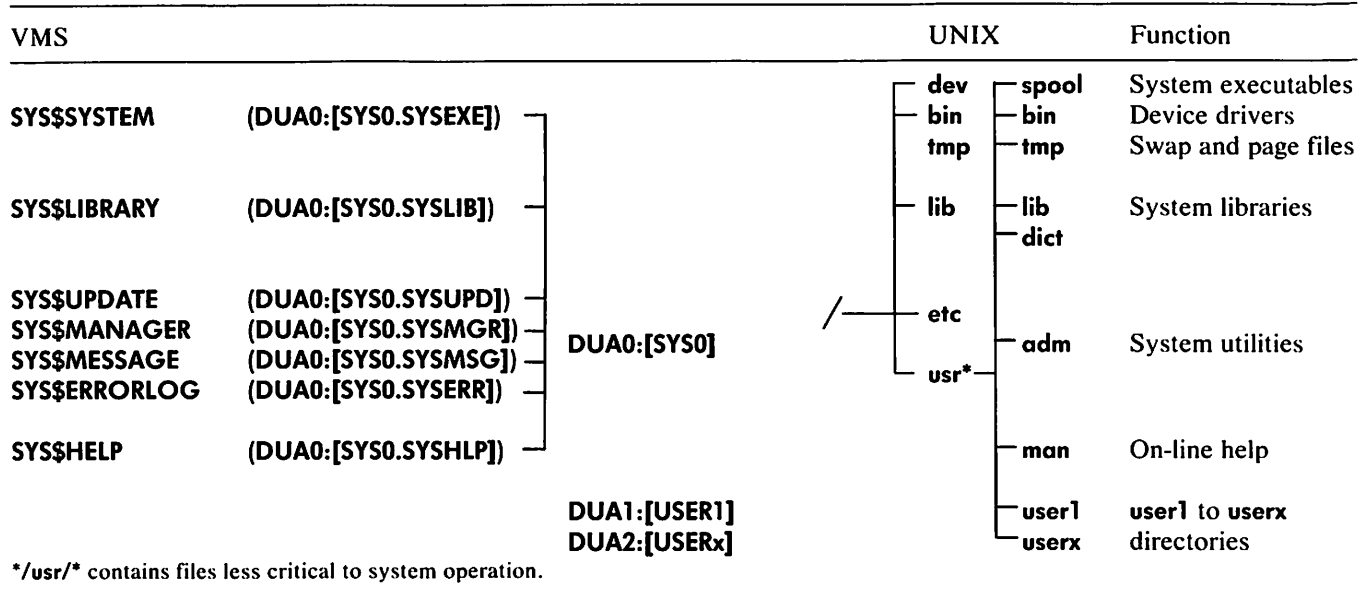 VMS UNIX Function
dev spool System executables
SYS$SYSTEM (DUA0:[SYS0.SYSEXE]) bin bin Device drivers
tmp tmp Swap and page files
SYS$LIBRARY (DUA0:[SYS0.SYSLIB]) lib lib System libraries
dict
SYS$UPDATE (DUA0:[SYS0.SYSUPD])
/ etc
SYS$MANAGER (DUA0:[SYS0.SYSMGR])
DUA0:[SYS0] adm System utilities
SYS$MESSAGE (DUA0:[SYS0.SYSMSG])
usr*
SYS$ERRORLOG (DUA0:[SYS0.SYSERR])
SYS$HELP (DUA0:[SYS0.SYSHLP]) man On-line help
DUA1:[USER1] user1 user1 to userx
DUA2:[USERx] userx directories
*/usr/* contains files less critical to system operation.